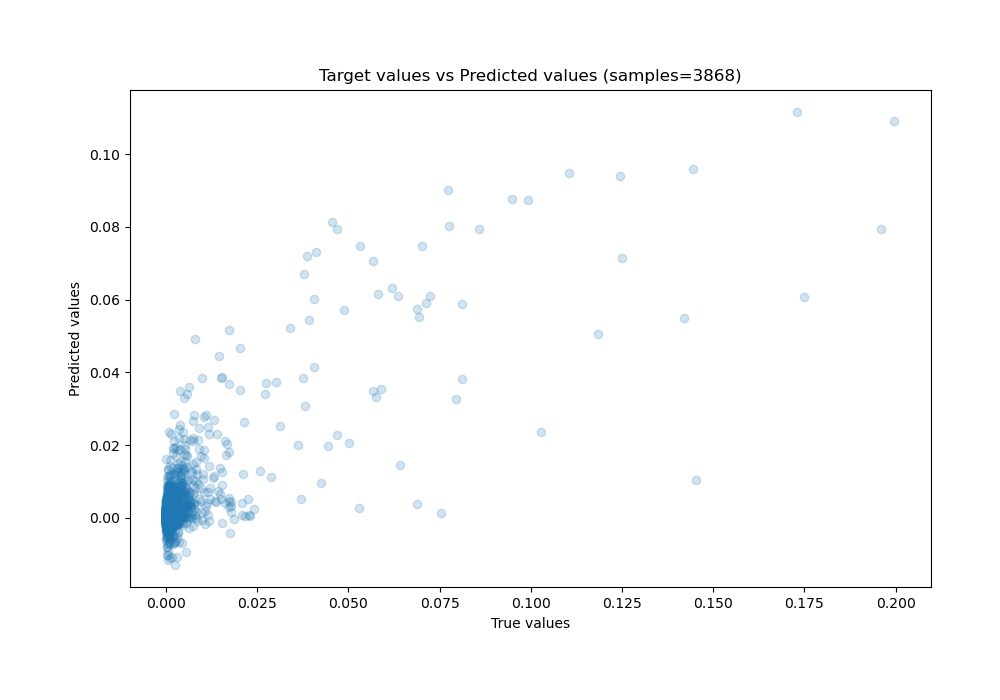 Target values vs Predicted values (samples=3868)
Predicted values
0.10
0.08
0.06
0.04
0.02
0.00
0.000 0.025 0.050 0.075 0.100 0.125 0.150 0.175 0.200
True values